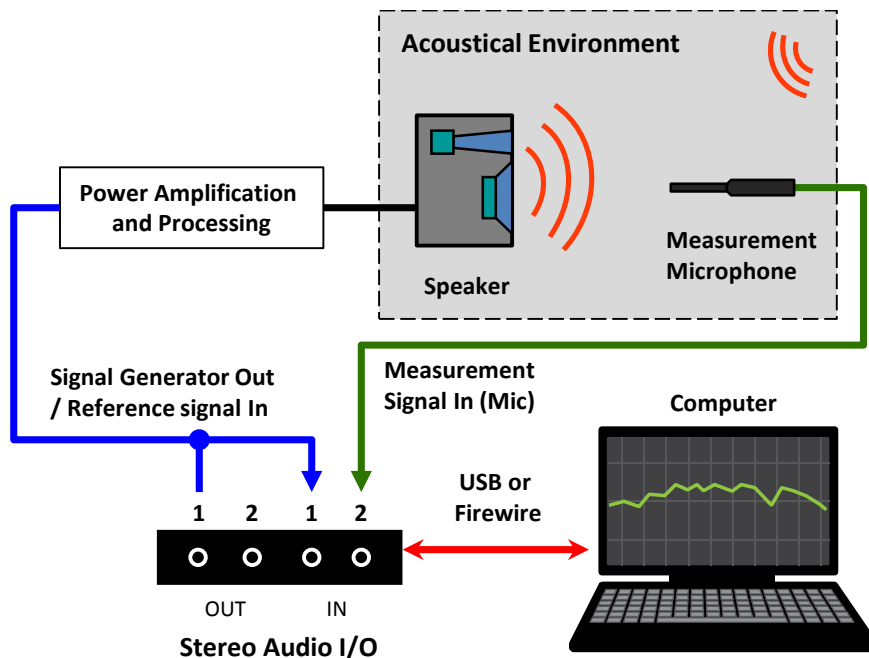 Acoustical Environment
Power Amplification
and Processing
Speaker
Measurement
Microphone
Signal Generator Out
/ Reference signal In
Measurement
Signal In (Mic)
Computer
USB or
Firewire
1 2 1 2
OUT IN
Stereo Audio I/O